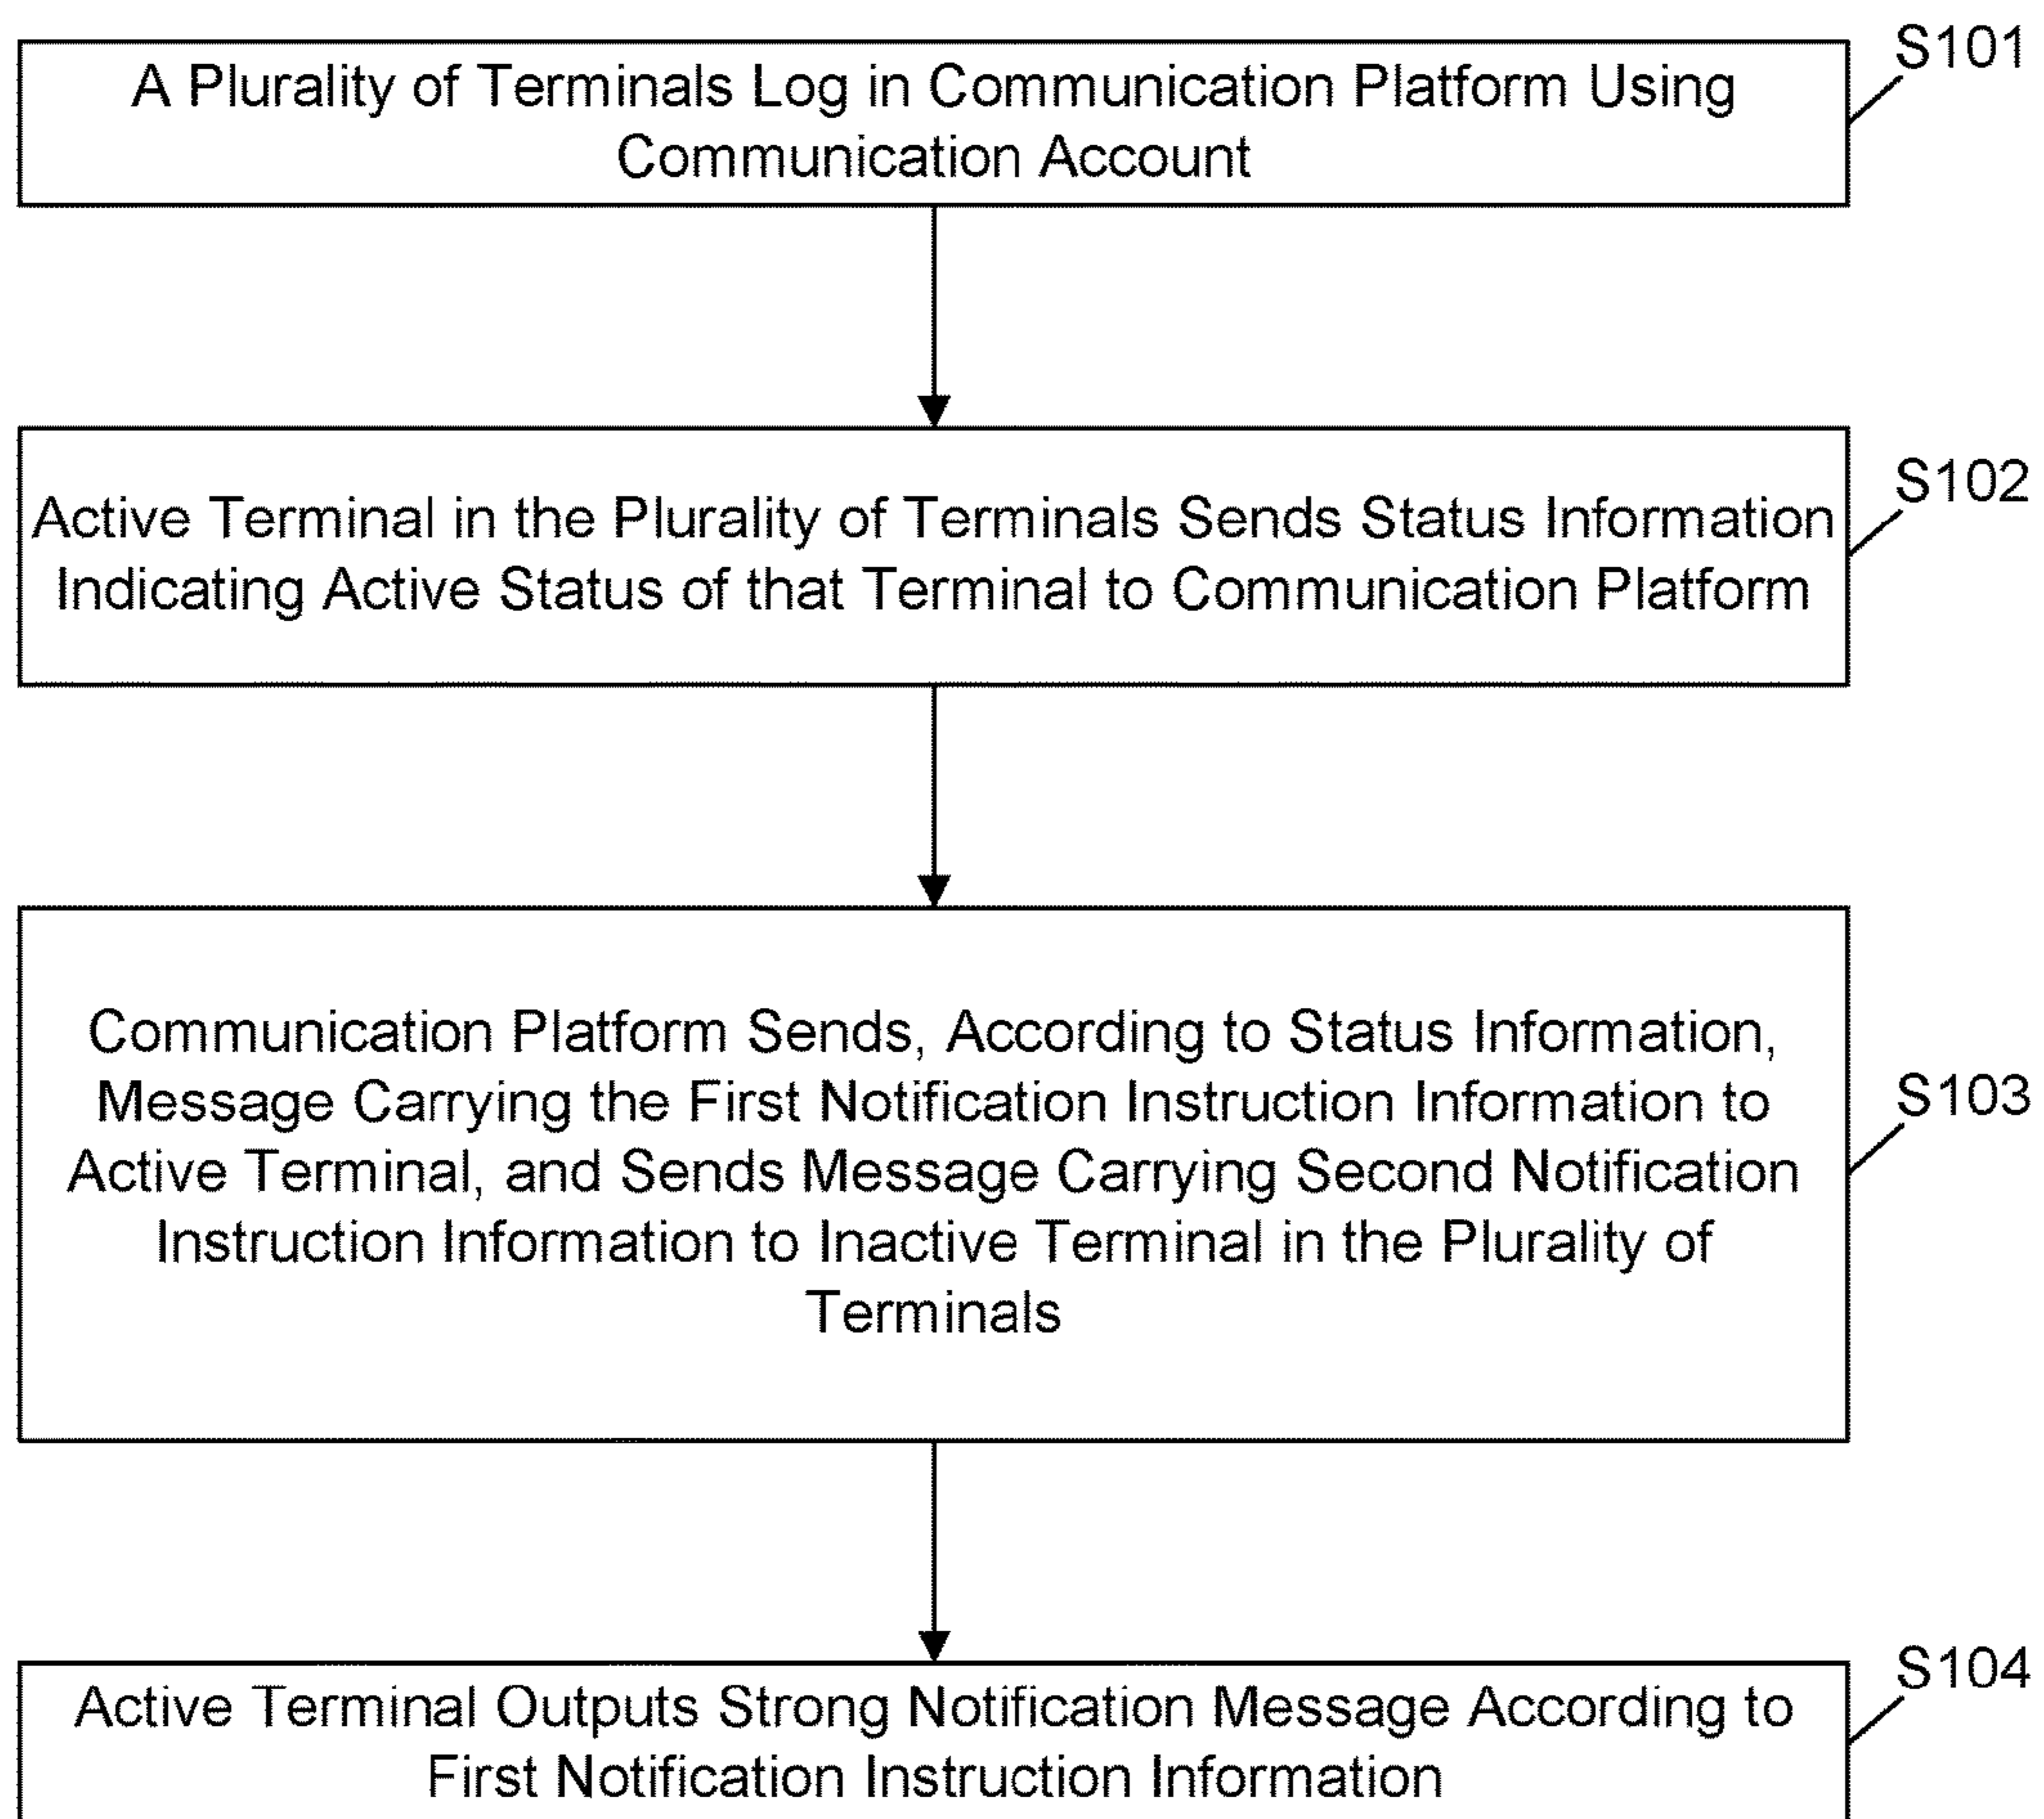 S101
A Plurality of Terminals Log in Communication Platform Using
Communication Account
S102
Active Terminal in the Plurality of Terminals Sends Status Information
Indicating Active Status of that Terminal to Communication Platform
Communication Platform Sends, According to Status Information,
Message Carrying the First Notification Instruction Information to
S103
Active Terminal, and Sends Message Carrying Second Notification
Instruction Information to Inactive Terminal in the Plurality of
Terminals
S104
Active Terminal Outputs Strong Notification Message According to
First Notification Instruction Information